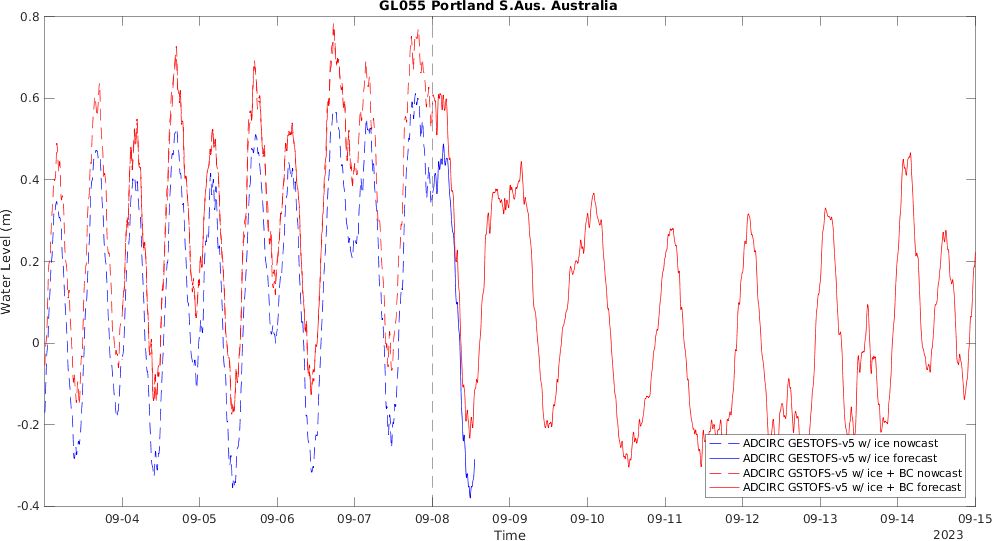 GL055 Portland S.Aus. Australia
Water Level (m)
0.8
0.6
0.4
0.2
0
-0.2
-0.4
09-04
09-05
09-06
09-07
09-08
09-09
09-10
09-11
09-12
09-13
09-14
09-15
Time
2023
ADCIRC GESTOFS-v5 w/ ice nowcast
ADCIRC GESTOFS-v5 w/ ice forecast
ADCIRC GSTOFS-v5 w/ ice + BC nowcast
ADCIRC GSTOFS-v5 w/ ice + BC forecast